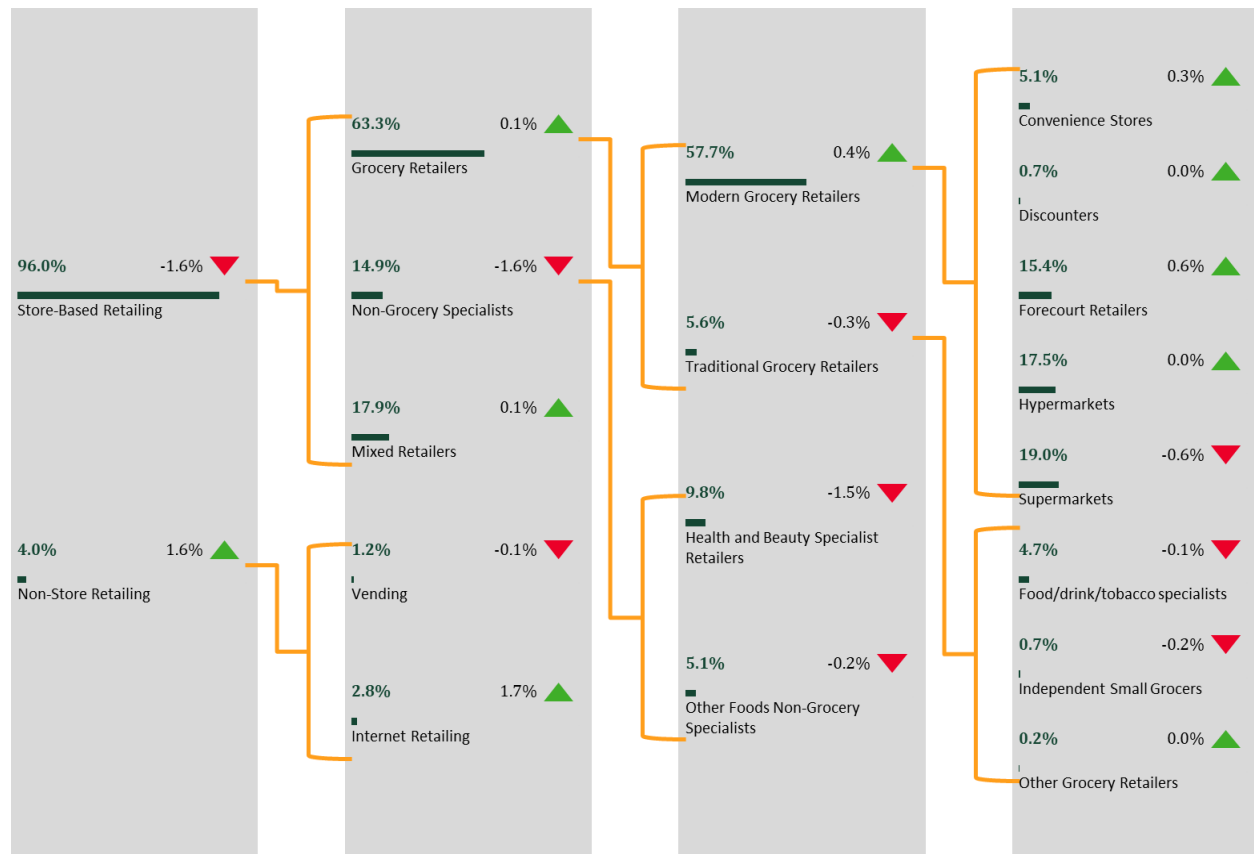 96.0% -1.6%
Store-Based Retailing
4.0% 1.6%
Non-Store Retailing
63.3% 0.1%
Grocery Retailers
14.9% -1.6%
Non-Grocery Specialists
17.9% 0.1%
Mixed Retailers
1.2% -0.1%
Vending
2.8% 1.7%
Internet Retailing
57.7% 0.4%
Modern Grocery Retailers
5.6% -0.3%
Traditional Grocery Retailers
9.8% -1.5%
Health and Beauty Specialist
Retailers
5.1% -0.2%
Other Foods Non-Grocery
Specialists
5.1% 0.3%
Convenience Stores
0.7% 0.0%
Discounters
15.4% 0.6%
Forecourt Retailers
17.5% 0.0%
Hypermarkets
19.0% -0.6%
Supermarkets
4.7% -0.1%
Food/drink/tobacco specialists
0.7% -0.2%
Independent Small Grocers
0.2% 0.0%
Other Grocery Retailers